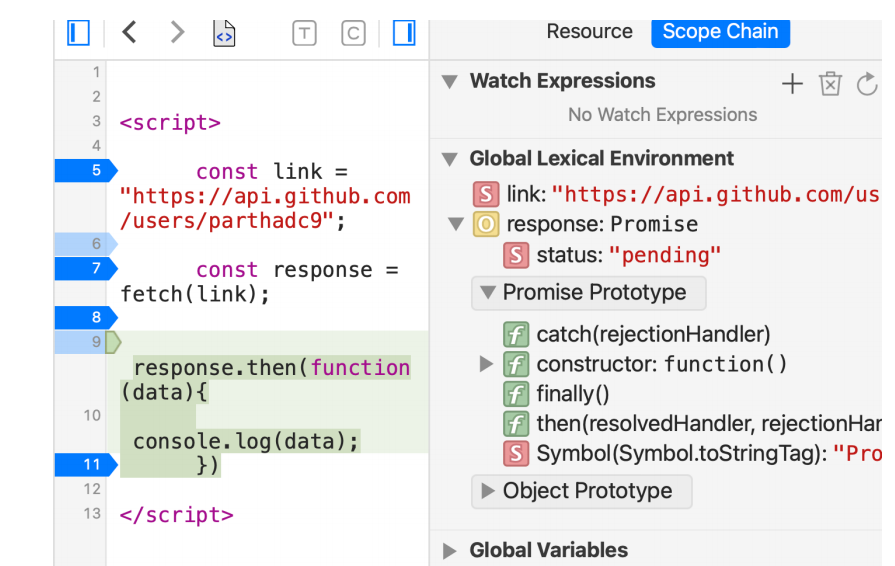 T
C
Resource
Scope Chain
1
2
3 <script>
4
5 const link =
"https://api.github.com
/users/parthadc9";
6
7 const response =
fetch(link);
8
9
response.then(function
(data){
10
console.log(data);
11 })
12
13 </script>
Watch Expressions
No Watch Expressions
Global Lexical Environment
S link: "https://api.github.com/us
O response: Promise
S status: "pending"
Promise Prototype
f catch(rejectionHandler)
f constructor: function()
f finally()
f then(resolvedHandler, rejectionHar
S Symbol(Symbol.toStringTag): "Pro
Object Prototype
Global Variables